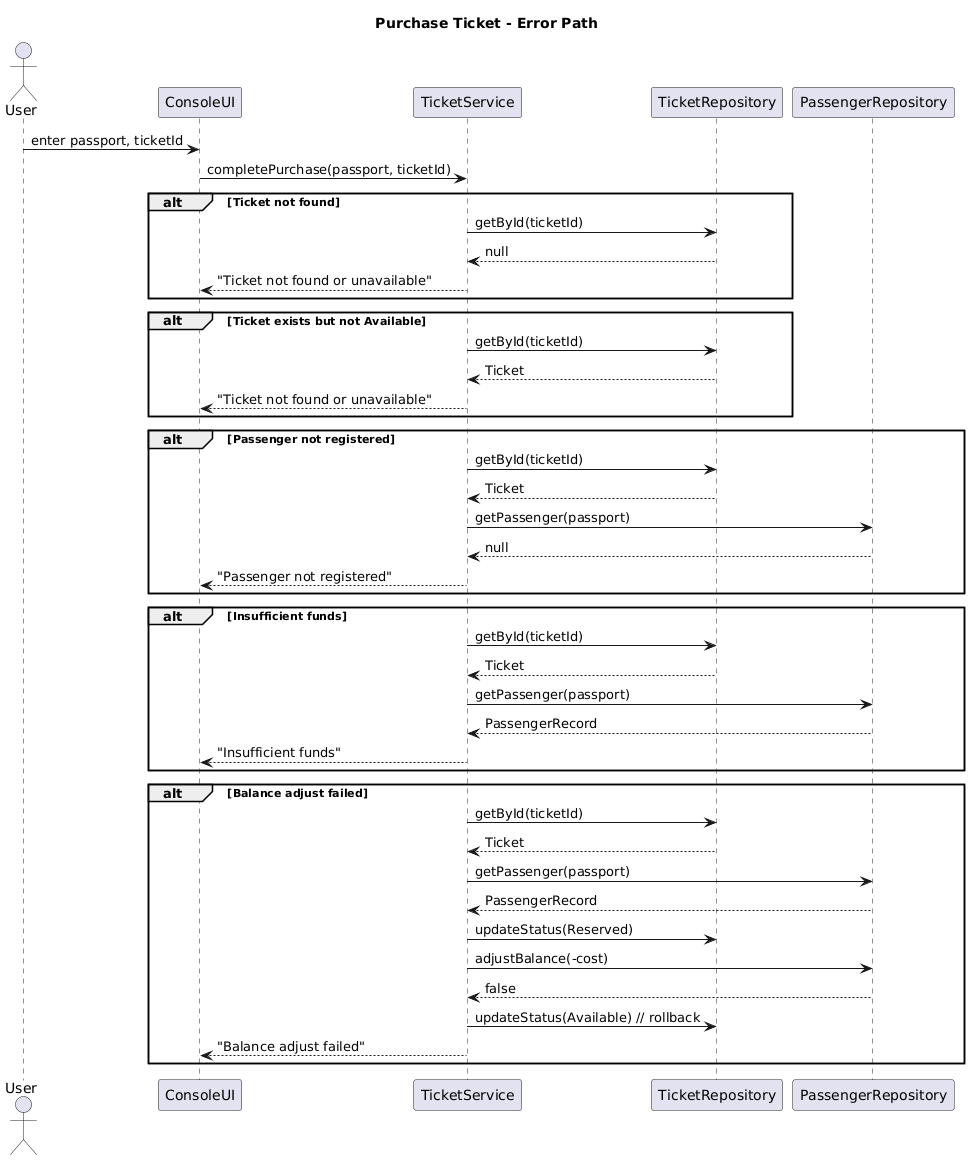 Purchase Ticket - Error Path
User
ConsoleUI
TicketService
TicketRepository
PassengerRepository
enter passport, ticketId
completePurchase(passport, ticketId)
alt
[Ticket not found]
getById(ticketId)
null
"Ticket not found or unavailable"
alt
[Ticket exists but not Available]
getById(ticketId)
Ticket
"Ticket not found or unavailable"
alt
[Passenger not registered]
getById(ticketId)
Ticket
getPassenger(passport)
null
"Passenger not registered"
alt
[Insufficient funds]
getById(ticketId)
Ticket
getPassenger(passport)
PassengerRecord
"Insufficient funds"
alt
[Balance adjust failed]
getById(ticketId)
Ticket
getPassenger(passport)
PassengerRecord
updateStatus(Reserved)
adjustBalance(-cost)
false
updateStatus(Available) // rollback
"Balance adjust failed"
User
ConsoleUI
TicketService
TicketRepository
PassengerRepository